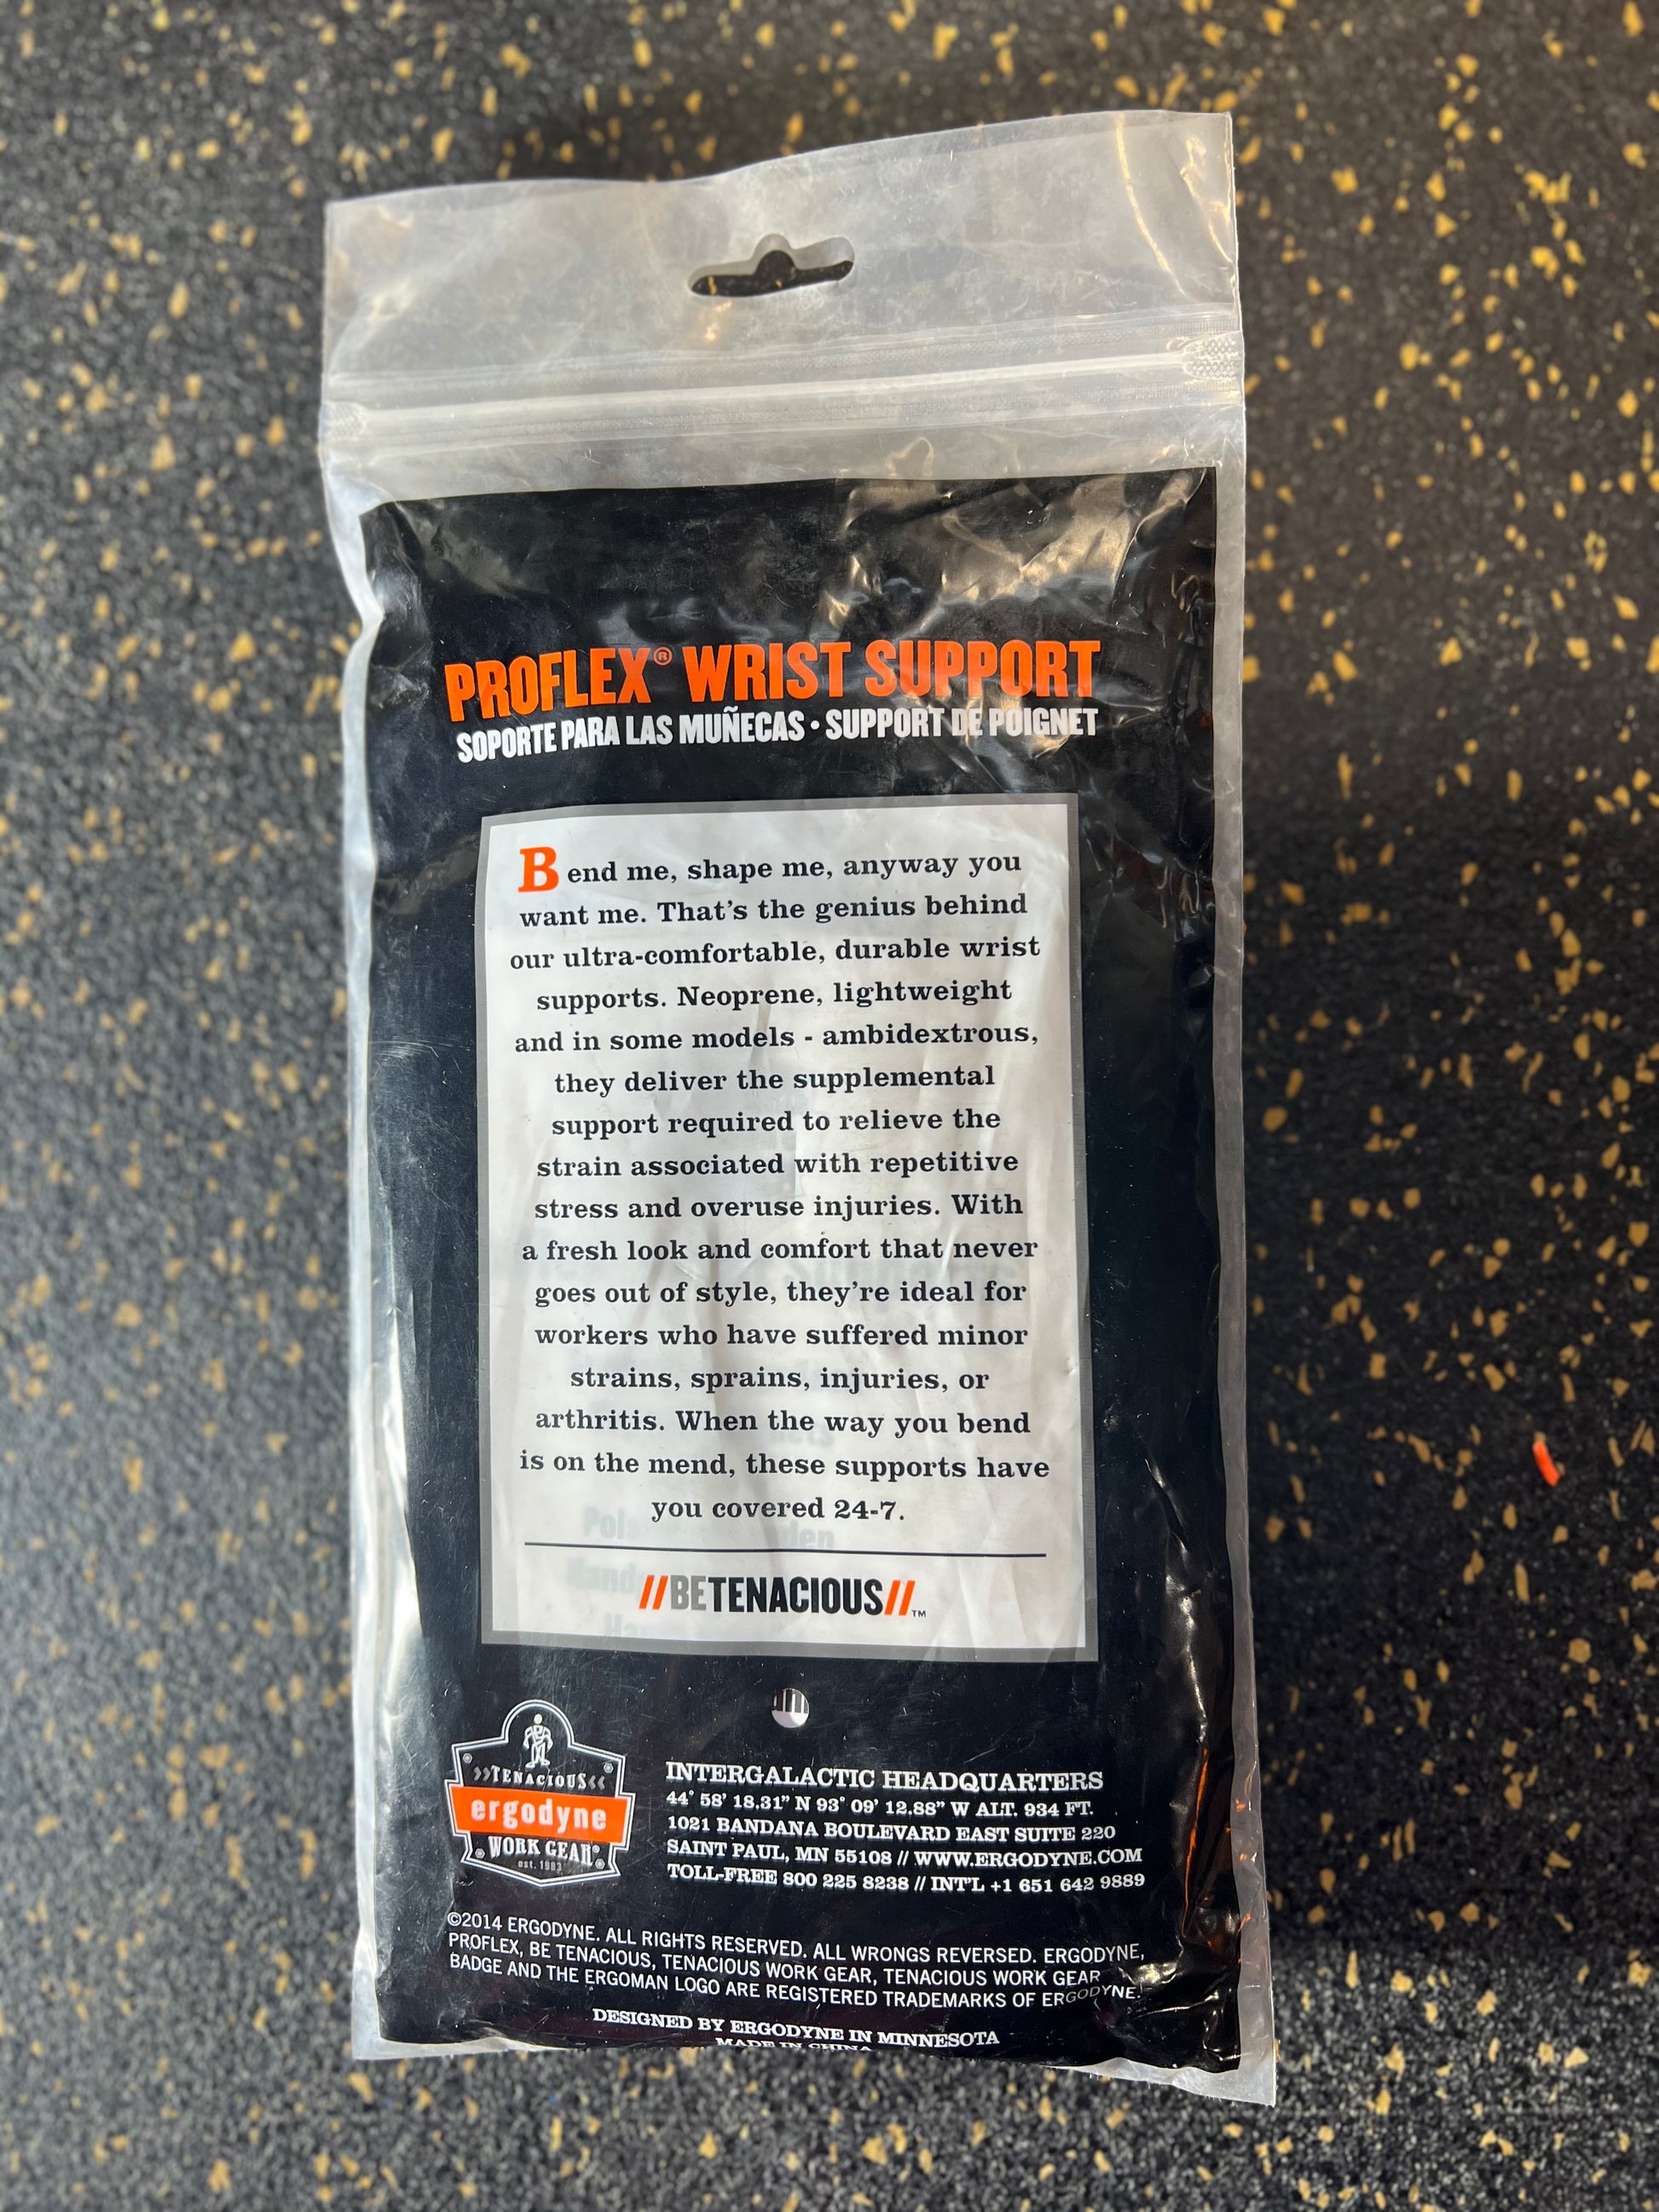 PROFLEX® WRIST SUPPORT
SOPORTE PARA LAS MUÑECAS • SUPPORT DE POIGNET
Bend me, shape me, anyway you
want me. That's the genius behind
our ultra-comfortable, durable wrist
supports. Neoprene, lightweight
and in some models - ambidextrous,
they deliver the supplemental
support required to relieve the
strain associated with repetitive
stress and overuse injuries. With
a fresh look and comfort that never
goes out of style, they're ideal for
workers who have suffered minor
strains, sprains, injuries, or
arthritis. When the way you bend
is on the mend, these supports have
you covered 24-7.
//BETENACIOUS//™
»TENACIOUS«
ergodyne
WORK GEAR®
est. 1983
INTERGALACTIC HEADQUARTERS
44° 58' 18.31" N 93° 09' 12.88" W ALT. 934 FT.
1021 BANDANA BOULEVARD EAST SUITE 220
SAINT PAUL, MN 55108 // WWW.ERGODYNE.COM
TOLL-FREE 800 225 8238 // INT'L +1 651 642 9889
©2014 ERGODYNE. ALL RIGHTS RESERVED. ALL WRONGS REVERSED. ERGODYNE,
PROFLEX, BE TENACIOUS, TENACIOUS WORK GEAR, TENACIOUS WORK GEAR
BADGE AND THE ERGOMAN LOGO ARE REGISTERED TRADEMARKS OF ERGODYNE.
DESIGNED BY ERGODYNE IN MINNESOTA
MADE IN CHINA